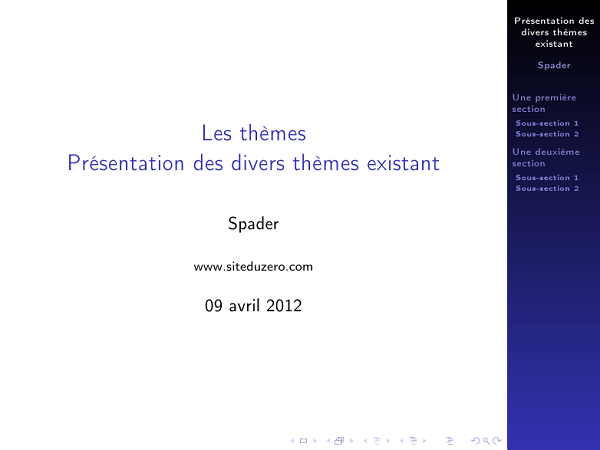 Les thèmes
Présentation des divers thèmes existant
Spader
www.siteduzero.com
09 avril 2012
Présentation des
divers thèmes
existant
Spader
Une première
section
Sous-section 1
Sous-section 2
Une deuxième
section
Sous-section 1
Sous-section 2